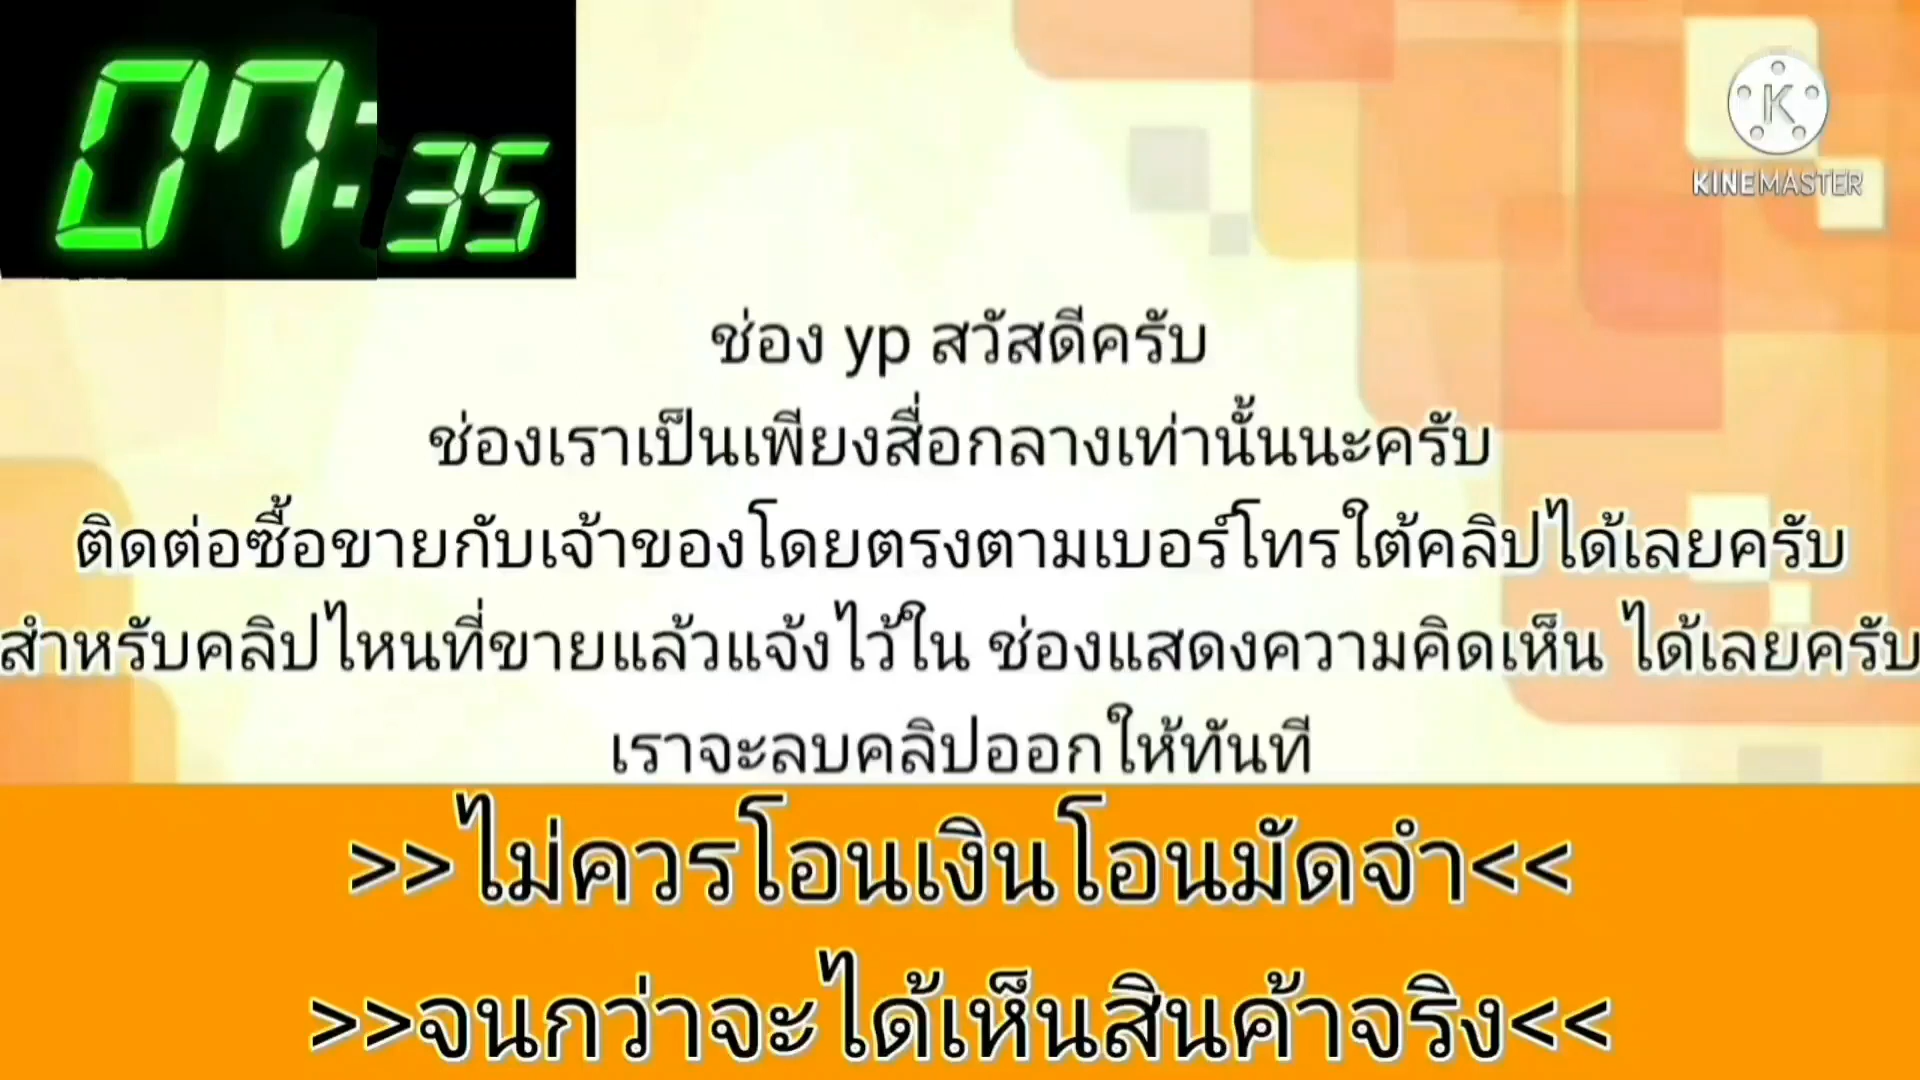 07:35
KINEMASTER
ช่อง yp สวัสดีครับ
ช่องเราเป็นเพียงสื่อกลางเท่านั้นนะครับ
ติดต่อซื้อขายกับเจ้าของโดยตรงตามเบอร์โทรใต้คลิปได้เลยครับ
สำหรับคลิปไหนที่ขายแล้วแจ้งไว้ใน ช่องแสดงความคิดเห็น ได้เลยครับ
เราจะลบคลิปออกให้ทันที
>>ไม่ควรโอนเงินโอนมัดจำ<<
>>จนกว่าจะได้เห็นสินค้าจริง<<